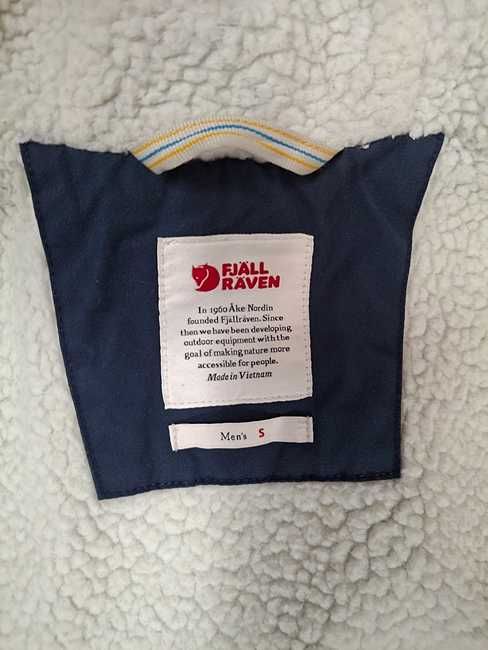 FJÄLL
RÄVEN
In 1960 Åke Nordin
founded Fjällräven. Since
then we have been developing
outdoor equipment with the
goal of making nature more
accessible for people.
Made in Vietnam
Men's S